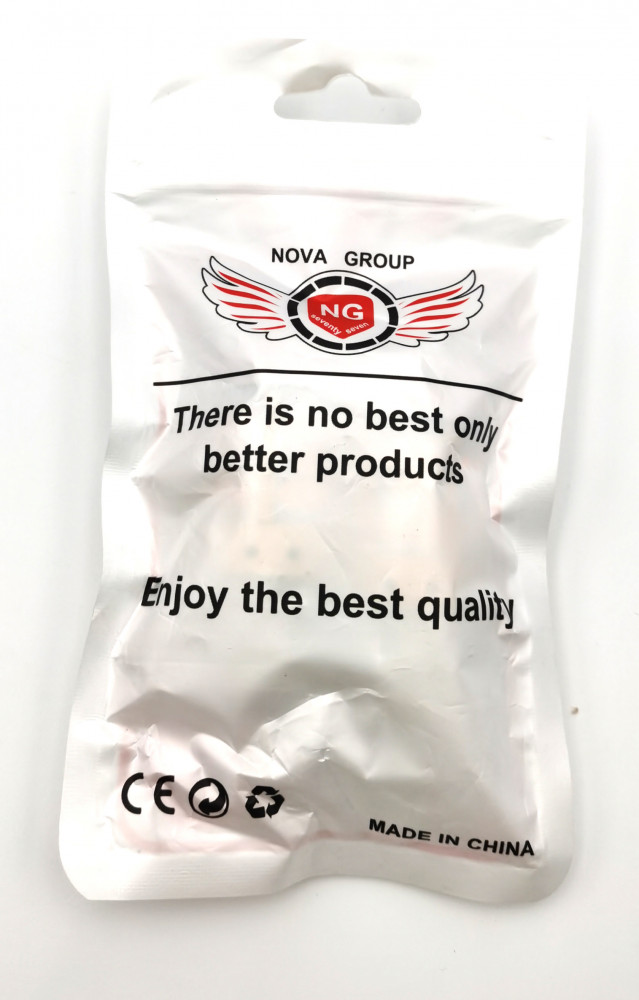 NOVA GROUP
NG
seventy seven
There is no best only
better products
Enjoy the best quality
CE
MADE IN CHINA